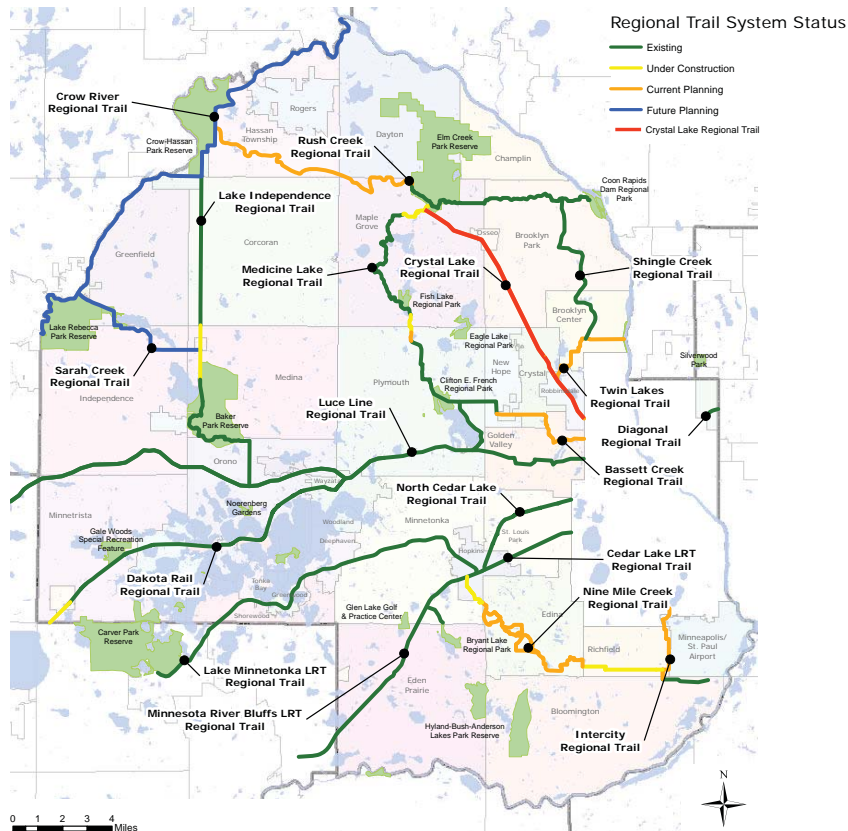 Regional Trail System Status
Existing
Under Construction
Current Planning
Future Planning
Crystal Lake Regional Trail
Crow River
Regional Trail
Rogers
Hassan
Township
Dayton
Elm Creek
Park Reserve
Rush Creek
Regional Trail
Champlin
Crow-Hassan
Park Reserve
Coon Rapids
Dam Regional
Park
Lake Independence
Regional Trail
Maple
Grove
Osseo
Brooklyn
Park
Corcoran
Greenfield
Medicine Lake
Regional Trail
Crystal Lake
Regional Trail
Shingle Creek
Regional Trail
Fish Lake
Regional Park
Brooklyn
Center
Lake Rebecca
Park Reserve
Eagle Lake
Regional Park
Silverwood
Park
Sarah Creek
Regional Trail
Independence
Medina
Plymouth
New
Hope
Crystal
Clifton E. French
Regional Park
Twin Lakes
Regional Trail
Luce Line
Regional Trail
Baker
Park Reserve
Diagonal
Regional Trail
Golden
Valley
Orono
Bassett Creek
Regional Trail
Wayzata
North Cedar Lake
Regional Trail
Noerenberg
Gardens
Minnetrista
Woodland
Minnetonka
Deephaven
St. Louis
Park
Gale Woods
Special Recreation
Feature
Hopkins
Cedar Lake LRT
Regional Trail
Dakota Rail
Regional Trail
Tonka
Bay
Greenwood
Nine Mile Creek
Regional Trail
Shorewood
Glen Lake Golf
& Practice Center
Edina
Carver Park
Reserve
Bryant Lake
Regional Park
Richfield
Minneapolis/
St. Paul
Airport
Lake Minnetonka LRT
Regional Trail
Eden
Prairie
Minnesota River Bluffs LRT
Regional Trail
Bloomington
Hyland-Bush-Anderson
Lakes Park Reserve
Intercity
Regional Trail
N
0 1 2 3 4
Miles